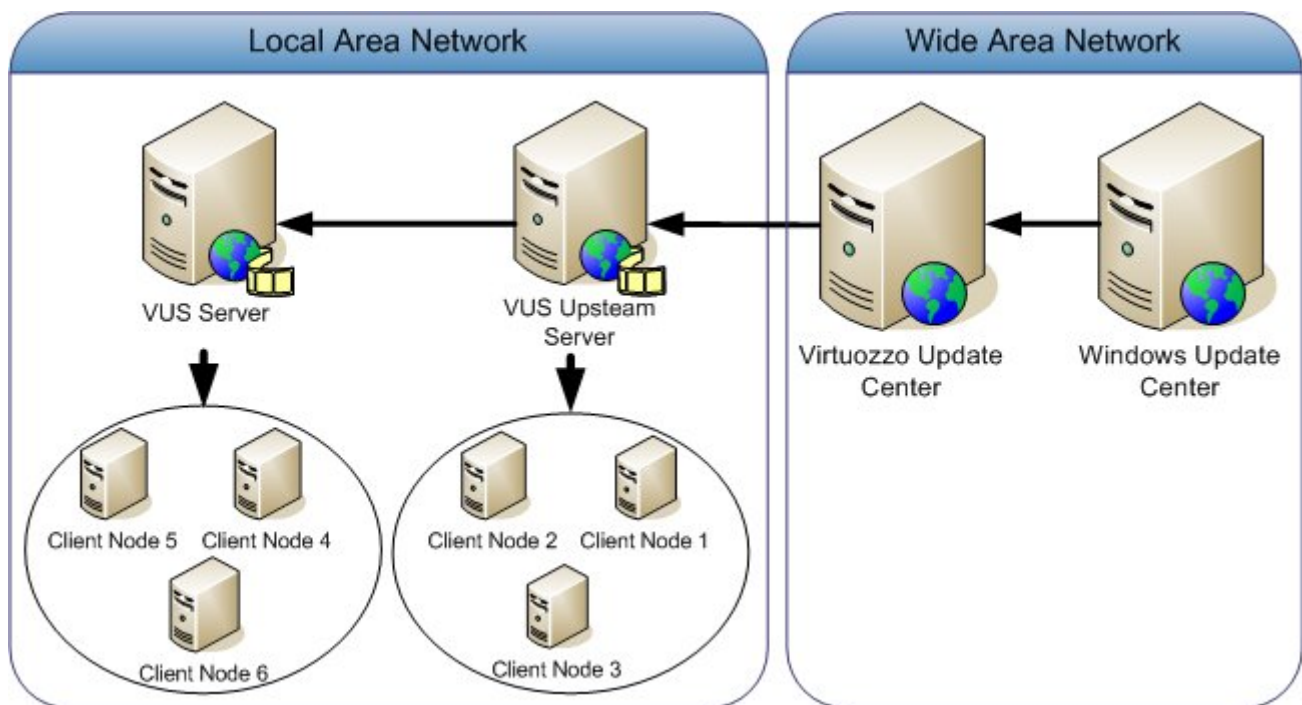 Local Area Network
Wide Area Network
VUS Server
VUS Upsteam
Server
Virtuozzo Update
Center
Windows Update
Center
Client Node 5
Client Node 4
Client Node 6
Client Node 2
Client Node 1
Client Node 3